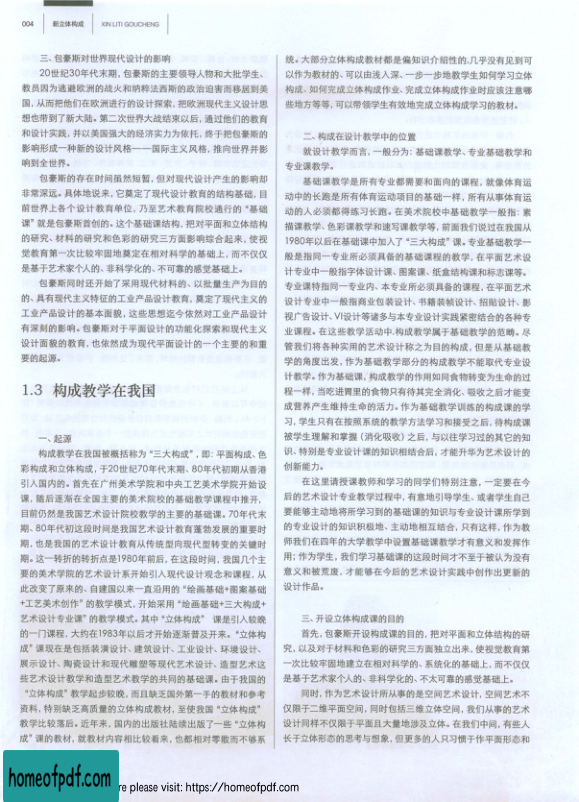 004
新立体构成
XIN LITI GOUCHENG
三、包豪斯对世界现代设计的影响
20世纪30年代末期，包豪斯的主要领导人物和大批学生、
教员因为逃避欧洲的战火和纳粹法西斯的政治迫害而移居到美
国，从而把他们在欧洲进行的设计探索，把欧洲现代主义设计思
想也带到了新大陆。第二次世界大战结束以后，通过他们的教育
和设计实践，并以美国强大的经济实力为依托，终于把包豪斯的
影响形成一种新的设计风格——国际主义风格，推向世界并影
响到全世界。
包豪斯的存在时间虽然短暂，但对现代设计产生的影响却
非常深远。具体地说来，它奠定了现代设计教育的结构基础，目
前世界上各个设计教育单位，乃至艺术教育院校通行的“基础
课”就是包豪斯首创的。这个基础结构，把对平面和立体结构
的研究、材料的研究和色彩的研究三方面影响综合起来，使视
觉教育第一次比较牢固地奠定在相对科学的基础上，而不仅仅
是基于艺术家个人的、非科学化的、不可靠的感觉基础上。
包豪斯同时还开始了采用现代材料的、以批量生产为目的
的、具有现代主义特征的工业产品设计教育，奠定了现代主义的
工业产品设计的基本面貌，这些思想迄今依然对工业产品设计
有深刻的影响。包豪斯对于平面设计的功能化探索和现代主义
设计面貌的教育，也依然成为现代平面设计的一个主要的和重
要的起源。
1.3 构成教学在我国
一、起源
构成教学在我国被概括称为“三大构成”，即：平面构成、色
彩构成和立体构成，于20世纪70年代末期、80年代初期从香港
引入国内的。首先在广州美术学院和中央工艺美术学院开始设
课，随后逐渐在全国主要的美术院校的基础教学课程中推开，
目前仍然是我国艺术设计院校教学的主要的基础课。70年代末
期、80年代初这段时间是我国艺术设计教育蓬勃发展的重要时
期，也是我国的艺术设计教育从传统型向现代型转变的关键时
期。这一转折的转折点是1980年前后，在这段时间，我国几个主
要的美术学院的艺术设计系开始引入现代设计观念和课程，从
此改变了原来的、自建国以来一直沿用的“绘画基础+图案基础
+工艺美术创作”的教学模式，开始采用“绘画基础+三大构成+
艺术设计专业课”的教学模式。其中“立体构成” 课是引入较晚
的一门课程，大约在1983年以后才开始逐渐普及开来。“立体构
成”课现在是包括装潢设计、建筑设计、工业设计、环境设计、
展示设计、陶瓷设计和现代雕塑等现代艺术设计、造型艺术这
些艺术设计教学和造型艺术教学的共同的基础课。由于我国的
“立体构成”教学起步较晚，而且缺乏国外第一手的教材和参考
资料，特别缺乏高质量的立体构成教材，至使我国“立体构成”
教学比较落后。近年来，国内的出版社陆续出版了一些“立体构
成”课的教材，就教材内容相比较看来，也都相对零散而不够系
统。大部分立体构成教材都是偏知识介绍性的，几乎没有见到可
以作为教材的、可以由浅入深、一步一步地教学生如何学习立体
构成、如何完成立体构成作业、完成立体构成作业时应该注意哪
些地方等等，可以带领学生有效地完成立体构成学习的教材。
二、构成在设计教学中的位置
就设计教学而言，一般分为：基础课教学、专业基础教学和
专业课教学。
基础课教学是所有专业都需要和面向的课程，就像体育运
动中的长跑是所有体育运动项目的基础一样，所有从事体育运
动的人必须都得练习长跑。在美术院校中基础教学一般指：素
描课教学、色彩课教学和速写课教学等，前面我们说过在我国从
1980年以后在基础课中加入了“三大构成”课。专业基础教学一
般是指同一专业所必须具备的基础课程的教学，在平面艺术设
计专业中一般指字体设计课、图案课、纸盒结构课和标志课等。
专业课特指同一专业内、本专业所必须具备的课程，在平面艺术
设计专业中一般指商业包装设计、书籍装帧设计、招贴设计、影
视广告设计、VI设计等诸多与本专业设计实践紧密结合的各种专
业课程。在这些教学活动中，构成教学属于基础教学的范畴。尽
管我们将各种实用的艺术设计称之为目的构成，但是从基础教
学的角度出发，作为基础教学部分的构成教学不能取代专业设
计教学。作为基础课，构成教学的作用如同食物转变为生命的过
程一样，当吃进胃里的食物只有待其完全消化、吸收之后才能变
成营养产生维持生命的活力。作为基础教学训练的构成课的学
习，学生只有在按照系统的教学方法学习和接受之后，待构成课
被学生理解和掌握（消化吸收）之后，与以往学习过的其它的知
识、特别是专业设计课的知识相结合后，才能升华为艺术设计的
创新能力。
在这里请授课教师和学习的同学们特别注意，一定要在今
后的艺术设计专业教学过程中，有意地引导学生、或者学生自己
要能够主动地将所学习到的基础课的知识与专业设计课所学到
的专业设计的知识积极地、主动地相互结合，只有这样，作为教
师我们在四年的大学教学中设置基础课教学才有意义和发挥作
用；作为学生，我们学习基础课的这段时间才不至于被认为没有
意义和被荒废，才能够在今后的艺术设计实践中创作出更新的
设计作品。
三、开设立体构成课的目的
首先，包豪斯开设构成课的目的，把对平面和立体结构的研
究，以及对于材料和色彩的研究三方面独立出来，使视觉教育第
一次比较牢固地建立在相对科学的、系统化的基础上，而不仅仅
是基于艺术家个人的、非科学化的、不太可靠的感觉基础上。
同时，作为艺术设计所从事的是空间艺术设计，空间艺术不
仅限于二维平面空间，同时包括三维立体空间，我们从事的艺术
设计同样不仅限于平面且大量地涉及立体。在我们中间，有些人
长于立体形态的思考与想象，但更多的人只习惯于作平面形态和
homeofpdf.com
re please visit: https://homeofpdf.com